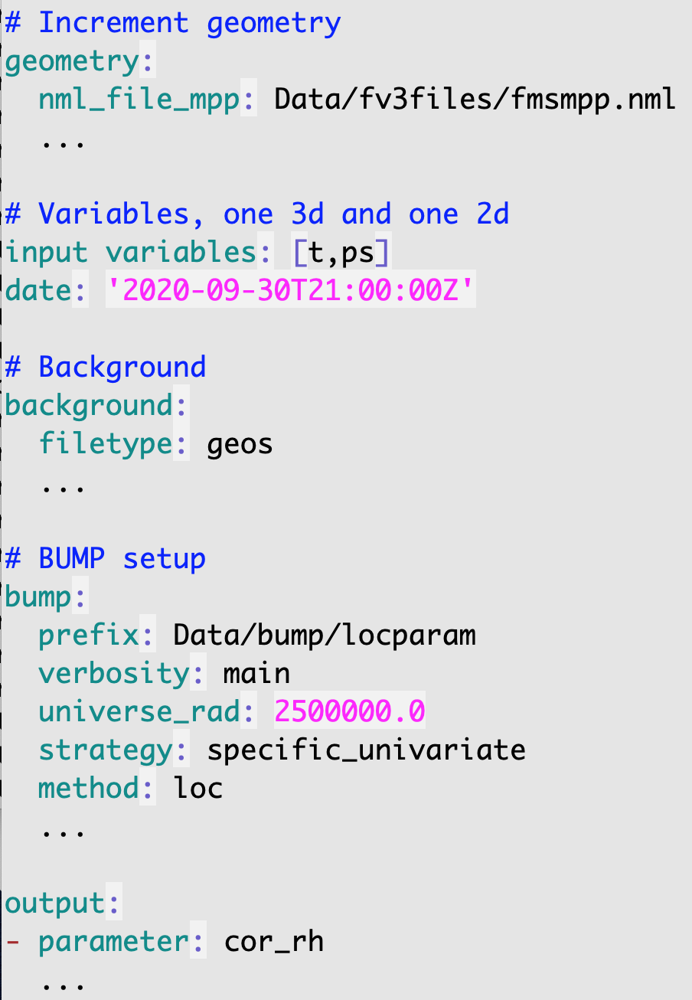 # Increment geometry
geometry:
  nml_file_mpp: Data/fv3files/fmsmpp.nml
  ...

# Variables, one 3d and one 2d
input variables: [t,ps]
date: '2020-09-30T21:00:00Z'

# Background
background:
  filetype: geos
  ...

# BUMP setup
bump:
  prefix: Data/bump/locparam
  verbosity: main
  universe_rad: 2500000.0
  strategy: specific_univariate
  method: loc
  ...

output:
- parameter: cor_rh
  ...